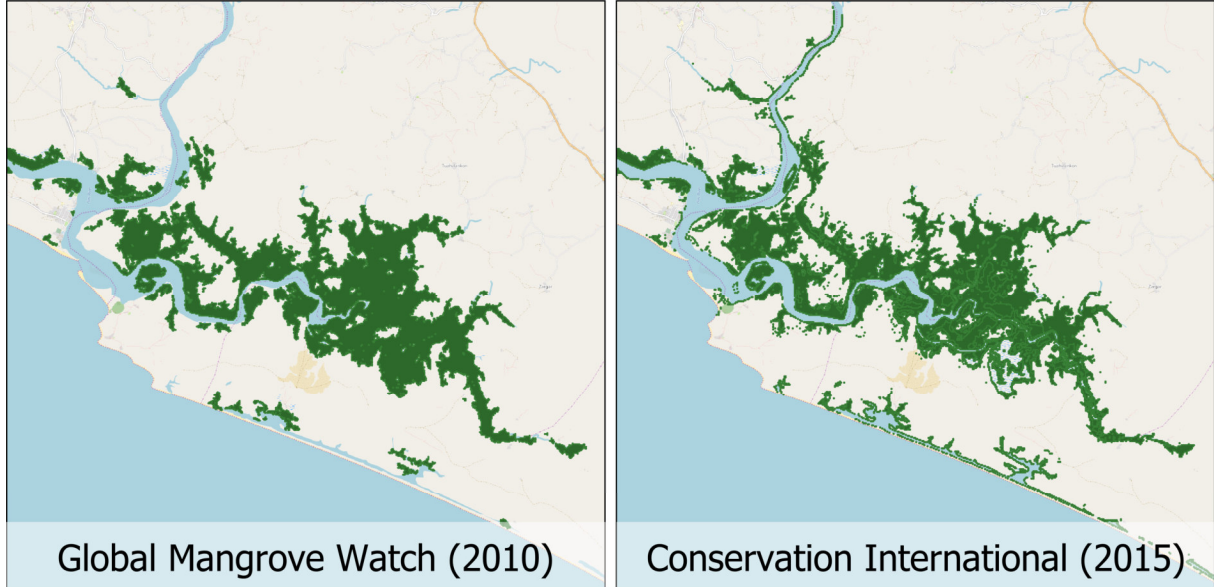 Global Mangrove Watch (2010)
Conservation International (2015)